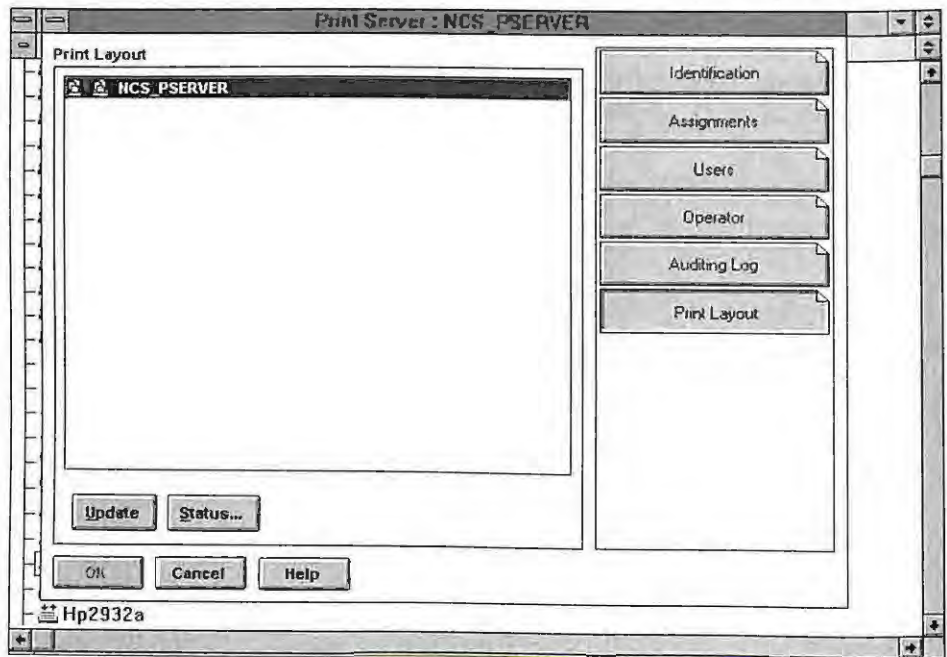 Print Server : NCS_PSERVER
Print Layout
NCS_PSERVER
Identification
Assignments
Users
Operator
Auditing Log
Print Layout
Update
Status...
OK
Cancel
Help
Hp2932a